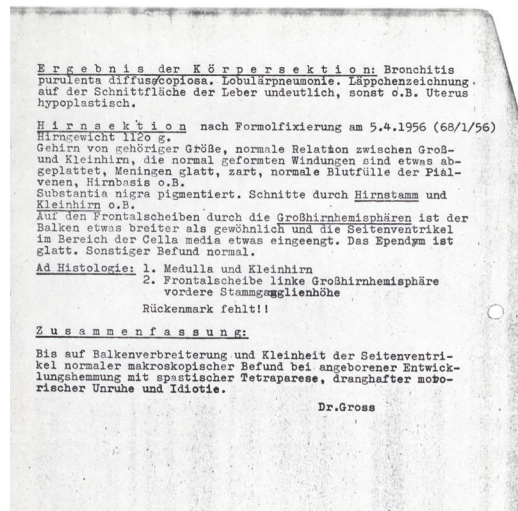 Ergebnis der Körpersektion: Bronchitis
purulenta diffus/copiosa. Lobulärpneumonie. Läppchenzeichnung
auf der Schnittfläche der Leber undeutlich, sonst o.B. Uterus
hypoplastisch.
Hirnsektion nach Formolfixierung am 5.4.1956 (68/1/56)
Hirngewicht 1120 g.
Gehirn von gehöriger Größe, normale Relation zwischen Groß-
und Kleinhirn, die normal geformten Windungen sind etwas ab-
geplattet, Meningen glatt, zart, normale Blutfülle der Pial-
venen, Hirnbasis o.B.
Substantia nigra pigmentiert. Schnitte durch Hirnstamm und
Kleinhirn o.B.
Auf den Frontalscheiben durch die Großhirnhemisphären ist der
Balken etwas breiter als gewöhnlich und die Seitenventrikel
im Bereich der Cella media etwas eingeengt. Das Ependym ist
glatt. Sonstiger Befund normal.
Ad Histologie: 1. Medulla und Kleinhirn
2. Frontalscheibe linke Großhirnhemisphäre
vordere Stammganglienhöhe
Rückenmark fehlt!!
Zusammenfassung:
Bis auf Balkenverbreiterung und Kleinheit der Seitenventri-
kel normaler makroskopischer Befund bei angeborener Entwick-
lungshemmung mit spastischer Tetraparese, dranghafter moto-
rischer Unruhe und Idiotie.
Dr.Gross